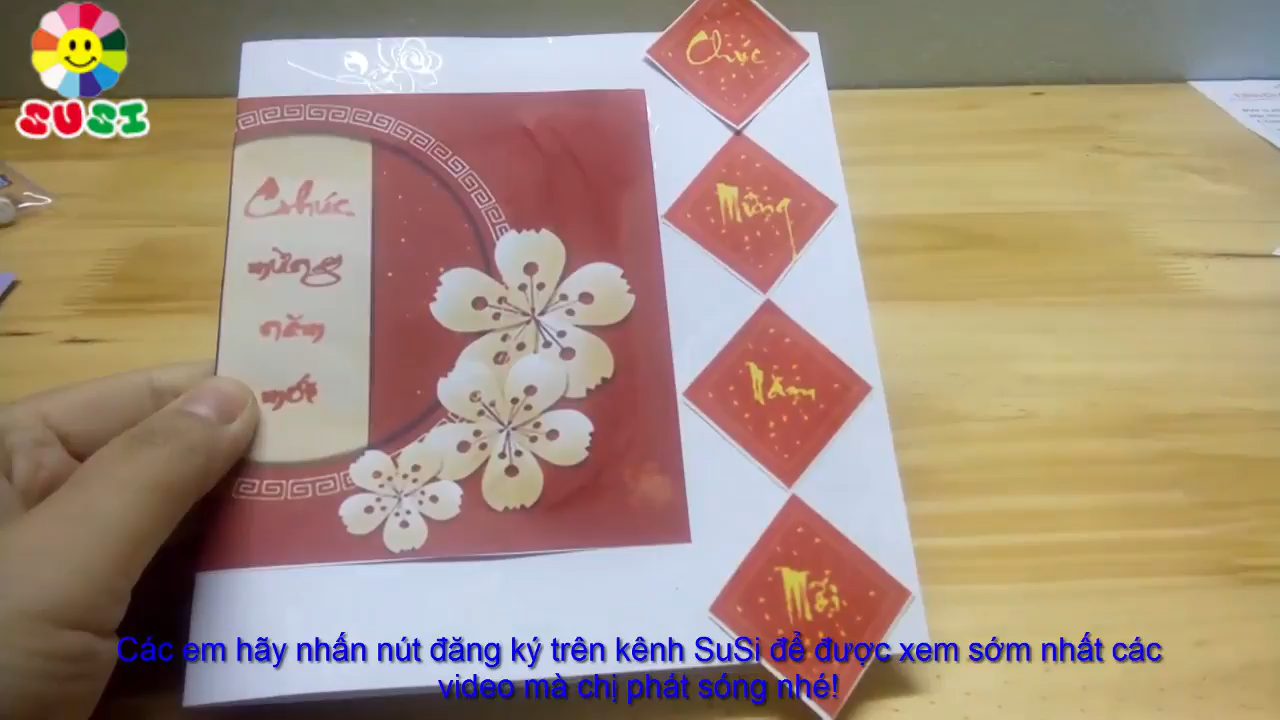 SUSI
Chúc
Mừng
Năm
Mới
Chúc
mừng
năm
mới
Các em hãy nhấn nút đăng ký trên kênh SuSi để được xem sớm nhất các
video mà chị phát sóng nhé!